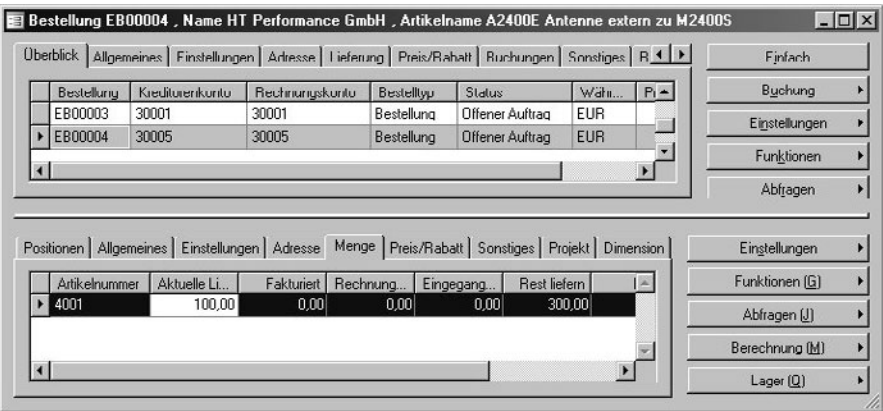 Bestellung EB00004 , Name HT Performance GmbH , Artikelname A2400E Antenne extern zu M2400S
Überblick Allgemeines Einstellungen Adresse Lieferung Preis/Rabatt Buchungen Sonstiges R
Einfach
Bestellung Kreditorenkonto Rechnungskonto Bestelltyp Status Währ... Pr
Buchung
EB00003 30001 30001 Bestellung Offener Auftrag EUR
Einstellungen
EB00004 30005 30005 Bestellung Offener Auftrag EUR
Funktionen
Abfragen
Positionen Allgemeines Einstellungen Adresse Menge Preis/Rabatt Sonstiges Projekt Dimension
Einstellungen
Artikelnummer Aktuelle Li... Fakturiert Rechnung... Eingegang... Rest liefern
Funktionen (G)
4001 100,00 0,00 0,00 0,00 300,00
Abfragen (J)
Berechnung (M)
Lager (Q)